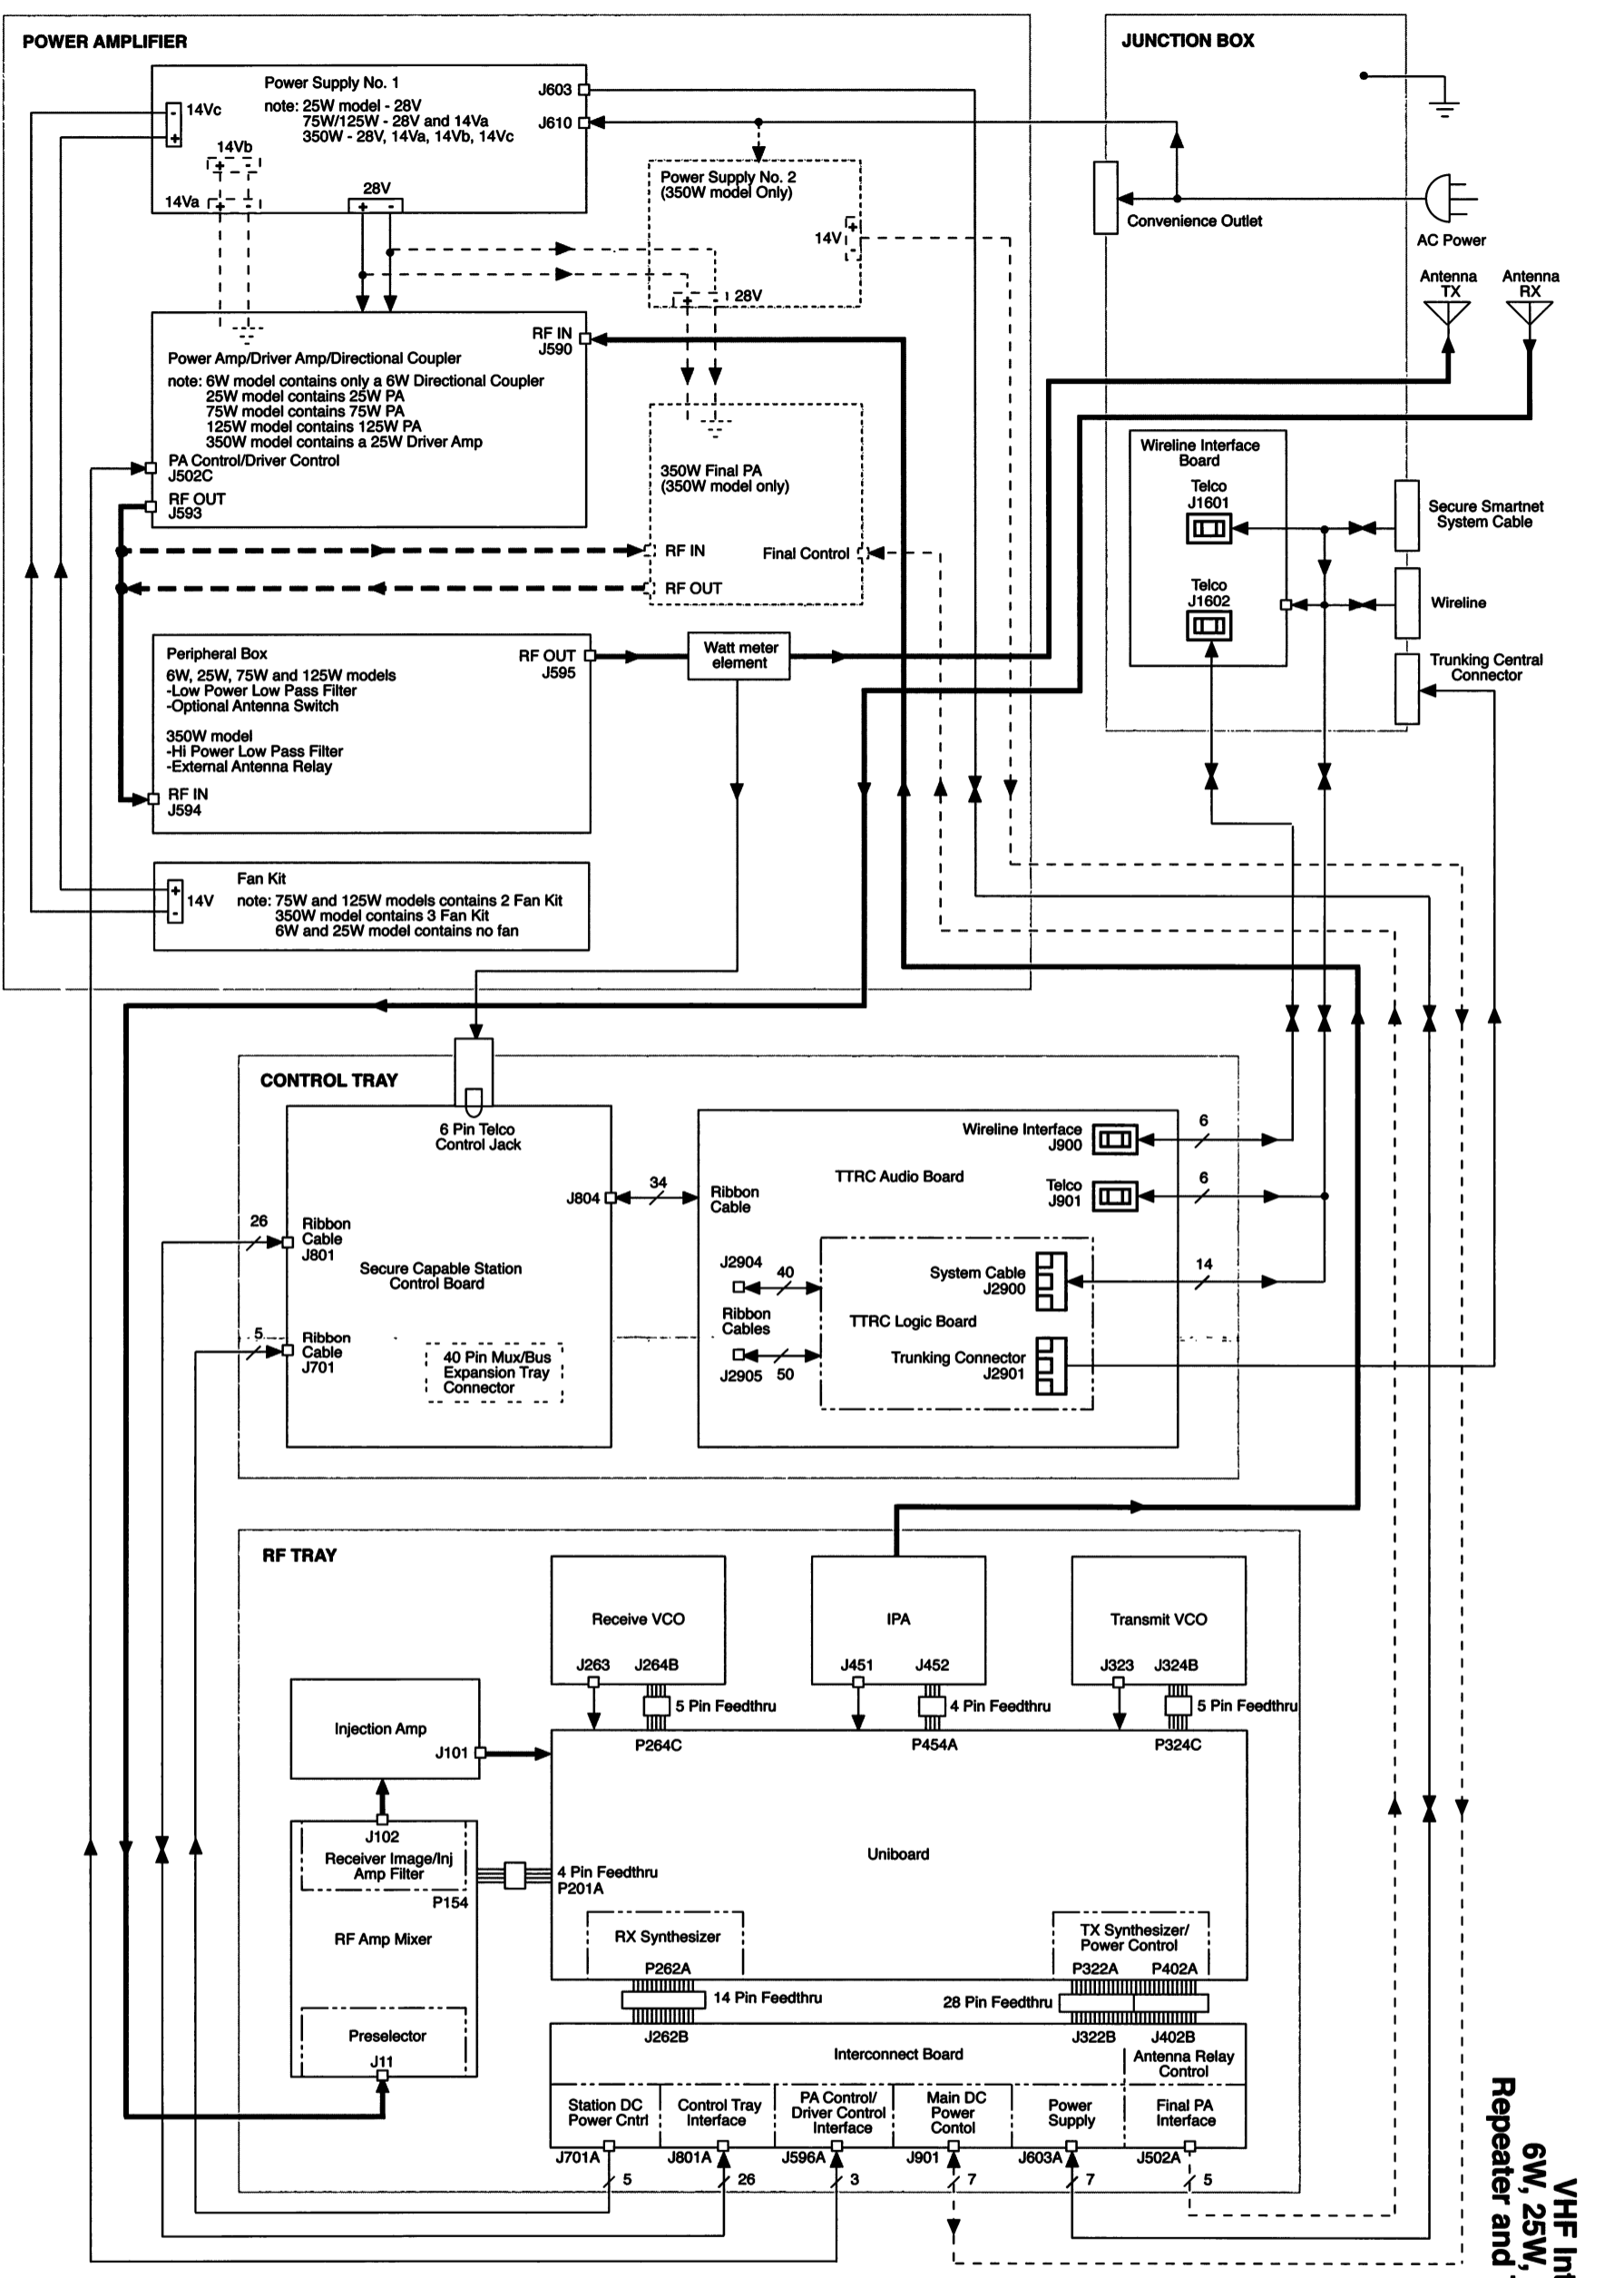 POWER AMPLIFIER
Power Supply No. 1
note: 25W model - 28V
75W/125W - 28V and 14Va
350W - 28V, 14Va, 14Vb, 14Vc
J603
J610
-
+
14Vc
14Vb
+ -
14Va
+ -
28V
+ -
Power Supply No. 2
(350W model Only)
14V
+
-
+ -
28V
JUNCTION BOX
Convenience Outlet
AC Power
Antenna
TX
Antenna
RX
RF IN
J590
Power Amp/Driver Amp/Directional Coupler
note: 6W model contains only a 6W Directional Coupler
25W model contains 25W PA
75W model contains 75W PA
125W model contains 125W PA
350W model contains a 25W Driver Amp
PA Control/Driver Control
J502C
RF OUT
J593
350W Final PA
(350W model only)
RF IN
Final Control
RF OUT
Wireline Interface
Board
Telco
J1601
Telco
J1602
Secure Smartnet
System Cable
Wireline
Trunking Central
Connector
Peripheral Box
6W, 25W, 75W and 125W models
-Low Power Low Pass Filter
-Optional Antenna Switch
350W model
-Hi Power Low Pass Filter
-External Antenna Relay
RF OUT
J595
RF IN
J594
Watt meter
element
Fan Kit
+
-
14V
note: 75W and 125W models contains 2 Fan Kit
350W model contains 3 Fan Kit
6W and 25W model contains no fan
CONTROL TRAY
6 Pin Telco
Control Jack
J804
34
26
Ribbon
Cable
J801
Secure Capable Station
Control Board
5
Ribbon
Cable
J701
40 Pin Mux/Bus
Expansion Tray
Connector
Wireline Interface
J900
6
TTRC Audio Board
Ribbon
Cable
Telco
J901
6
J2904
40
System Cable
J2900
14
Ribbon
Cables
TTRC Logic Board
J2905
50
Trunking Connector
J2901
RF TRAY
Receive VCO
J263
J264B
5 Pin Feedthru
P264C
IPA
J451
J452
4 Pin Feedthru
P454A
Transmit VCO
J323
J324B
5 Pin Feedthru
P324C
Injection Amp
J101
J102
Receiver Image/Inj
Amp Filter
P154
4 Pin Feedthru
P201A
RF Amp Mixer
Preselector
J11
Uniboard
RX Synthesizer
P262A
TX Synthesizer/
Power Control
P322A
P402A
14 Pin Feedthru
28 Pin Feedthru
J262B
J322B
J402B
Interconnect Board
Antenna Relay
Control
Station DC
Power Cntrl
Control Tray
Interface
PA Control/
Driver Control
Interface
Main DC
Power
Contol
Power
Supply
Final PA
Interface
J701A
J801A
J596A
J901
J603A
J502A
5
26
3
7
7
5
VHF
6W, 25W,
Repeater and